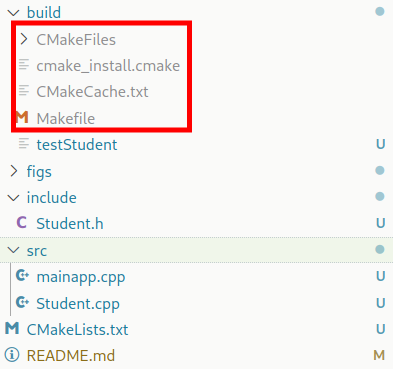 build
CMakeFiles
cmake_install.cmake
CMakeCache.txt
M Makefile
testStudent U
figs
include
C Student.h U
src
C++ mainapp.cpp U
C++ Student.cpp U
M CMakeLists.txt U
README.md M